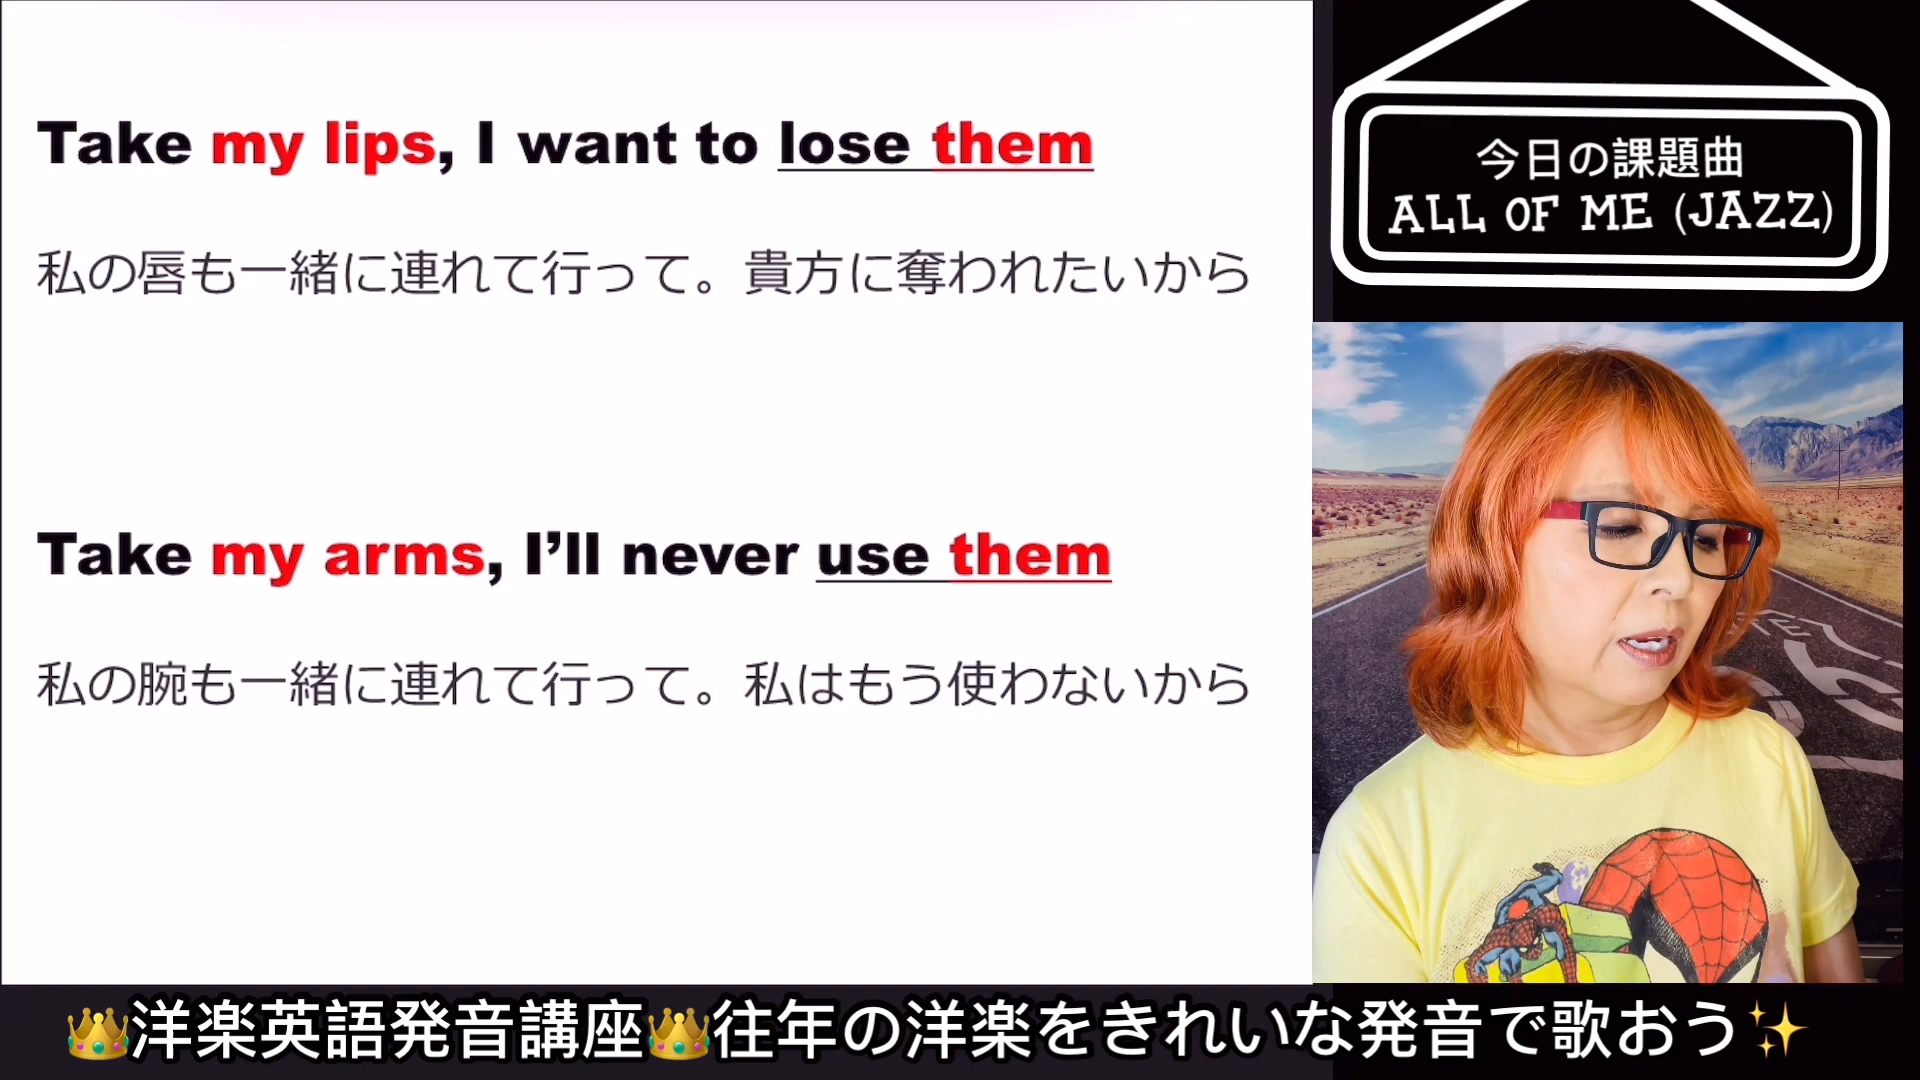 Take my lips, I want to lose them
私の唇も一緒に連れて行って。貴方に奪われたいから
Take my arms, I’ll never use them
私の腕も一緒に連れて行って。私はもう使わないから
今日の課題曲
ALL OF ME (JAZZ)
👑洋楽英語発音講座👑往年の洋楽をきれいな発音で歌おう✨